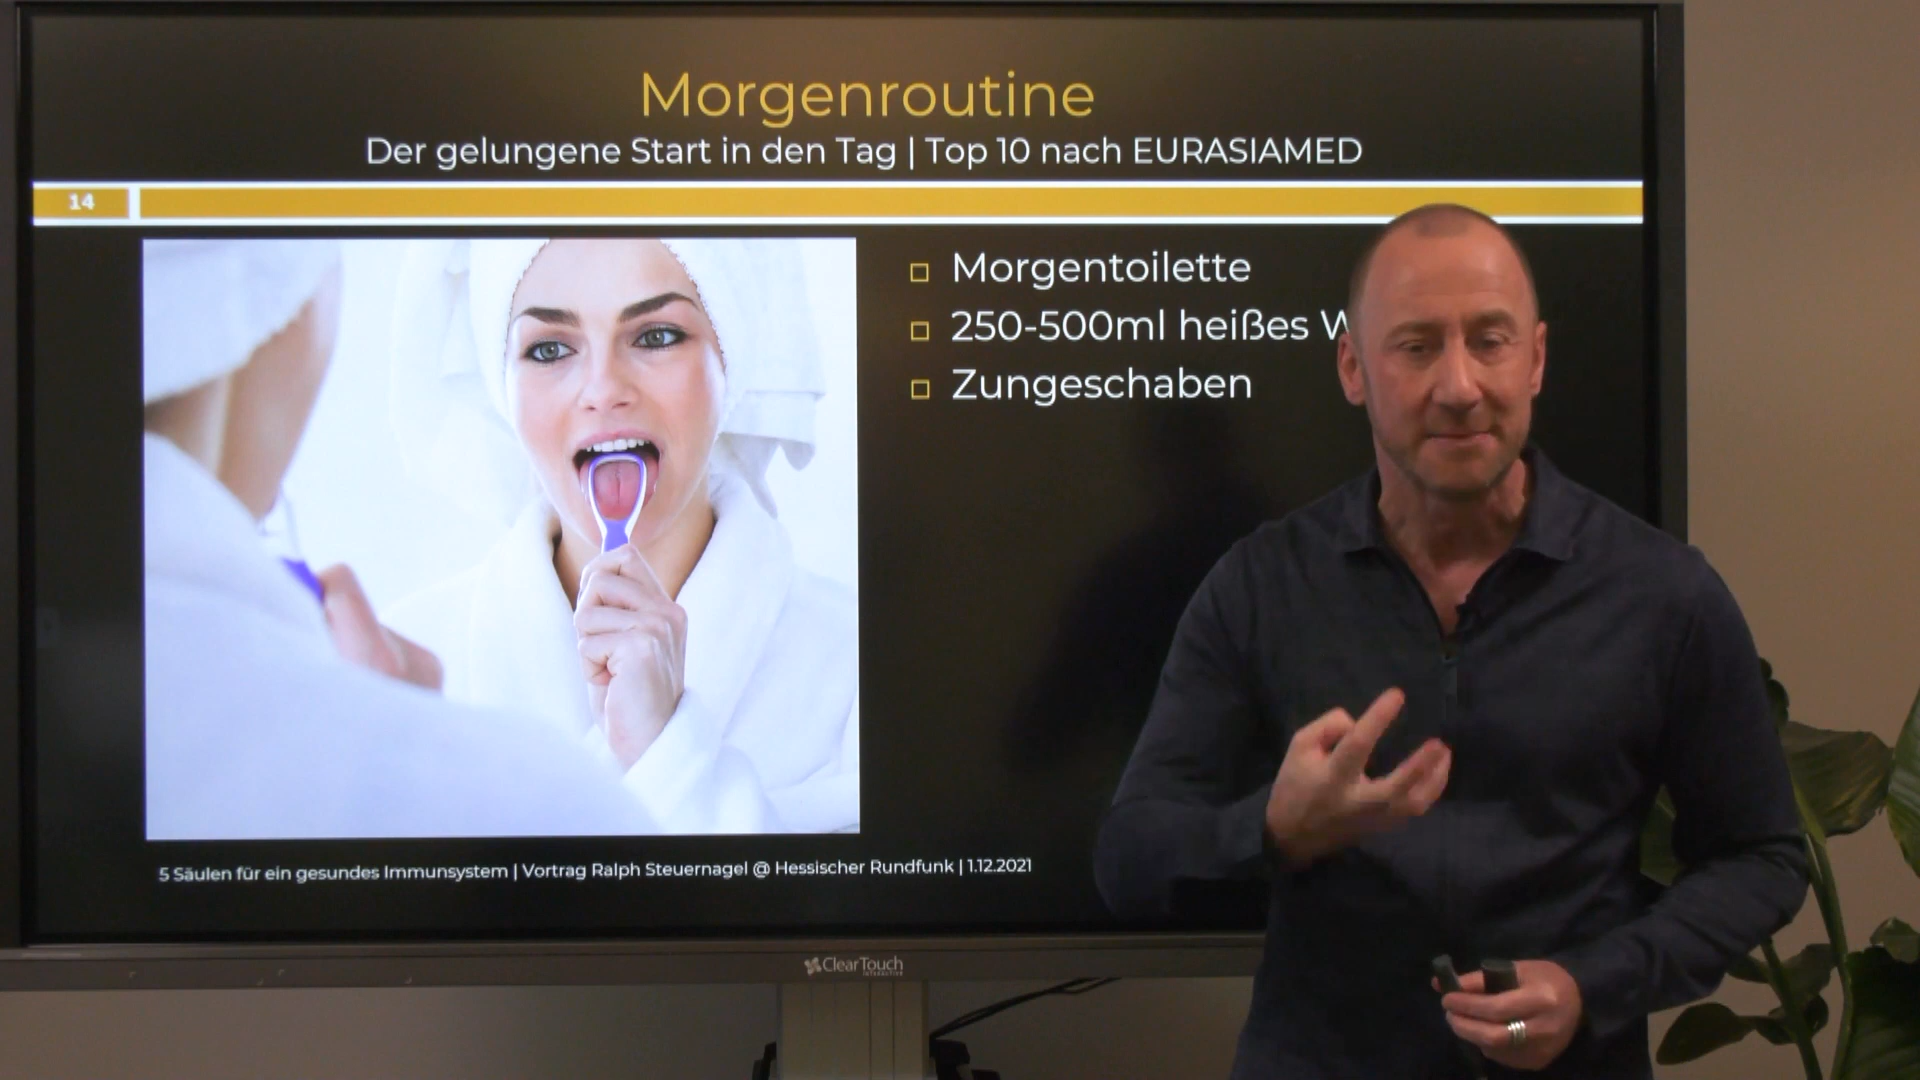 Morgenroutine
Der gelungene Start in den Tag | Top 10 nach EURASIAMED
14
Morgentoilette
250-500ml heißes
Zungeschaben
5 Säulen für ein gesundes Immunsystem | Vortrag Ralph Steuernagel @ Hessischer Rundfunk | 1.12.2021
ClearTouch
INTERACTIVE